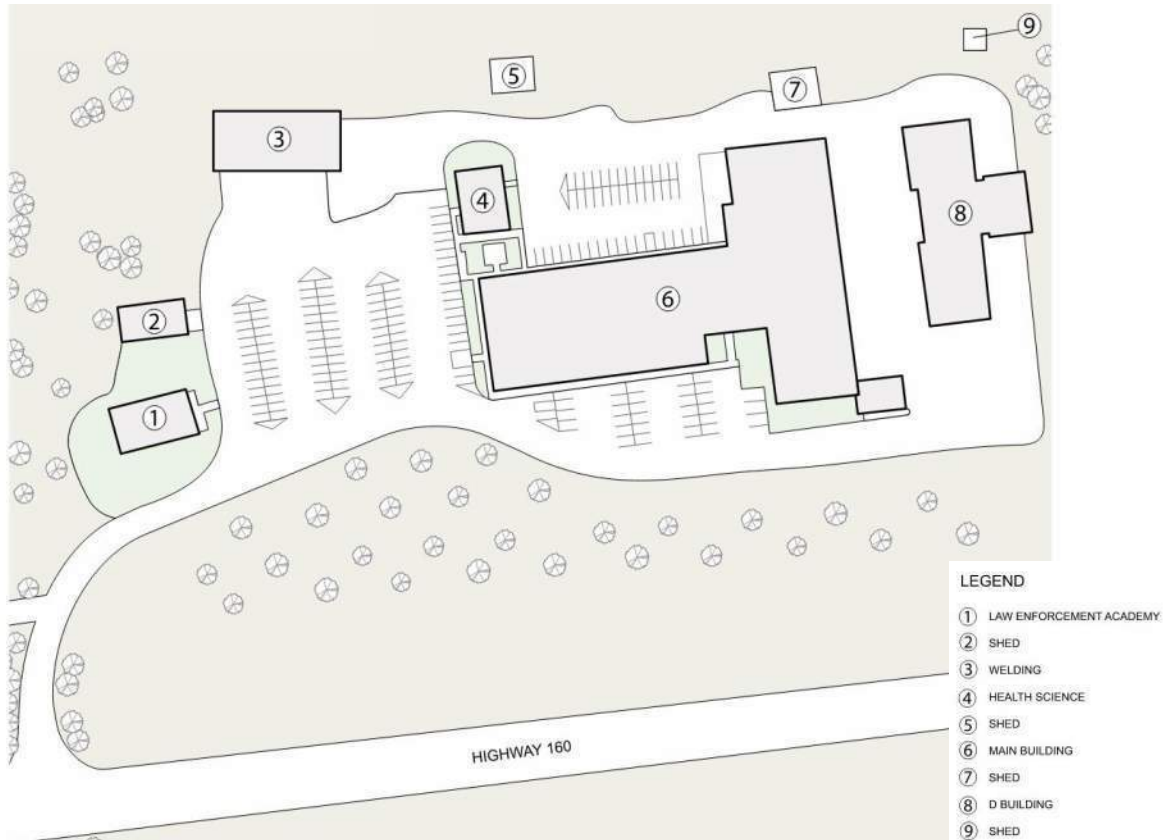 9
5
7
3
4
8
6
2
1
HIGHWAY 160
LEGEND
1 LAW ENFORCEMENT ACADEMY
2 SHED
3 WELDING
4 HEALTH SCIENCE
5 SHED
6 MAIN BUILDING
7 SHED
8 D BUILDING
9 SHED